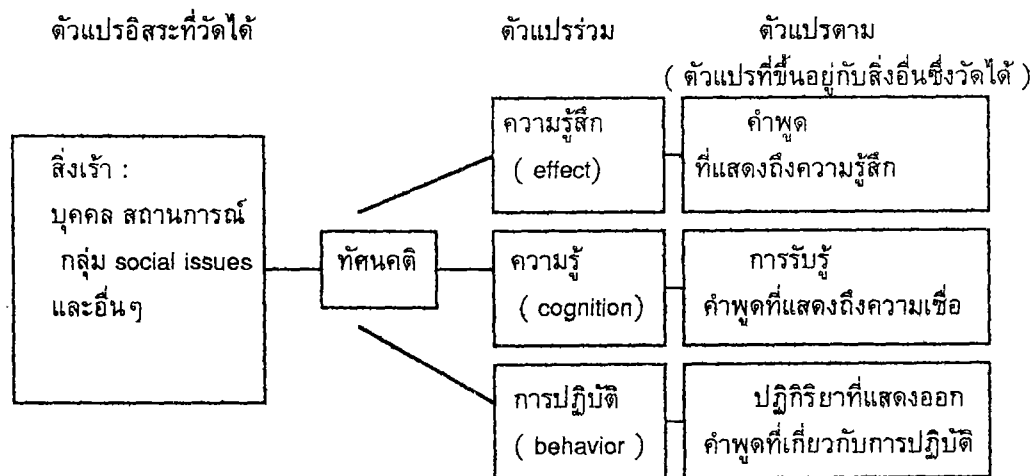 ตัวแปรอิสระที่วัดได้
ตัวแปรร่วม
ตัวแปรตาม
( ตัวแปรที่ขึ้นอยู่กับสิ่งอื่นซึ่งวัดได้ )
สิ่งเร้า :
บุคคล สถานการณ์
กลุ่ม social issues
และอื่นๆ
ทัศนคติ
ความรู้สึก
( effect)
คำพูด
ที่แสดงถึงความรู้สึก
ความรู้
( cognition)
การรับรู้
คำพูดที่แสดงถึงความเชื่อ
การปฏิบัติ
( behavior )
ปฏิกิริยาที่แสดงออก
คำพูดที่เกี่ยวกับการปฏิบัติ